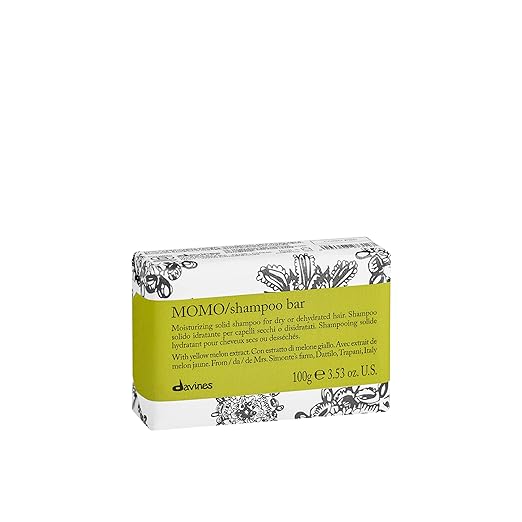 MOMO/shampoo bar
Moisturizing solid shampoo for dry or dehydrated hair. Shampoo
solido idratante per capelli secchi o disidratati. Shampooing solide
hydratant pour cheveux secs ou desséchés.
With yellow melon extract. Con estratto di melone giallo. Avec extrait de
melon jaune. From / da / de Mrs. Simonte's farm, Dattilo, Trapani, Italy
davines
100g ℮ 3.53 oz. U.S.